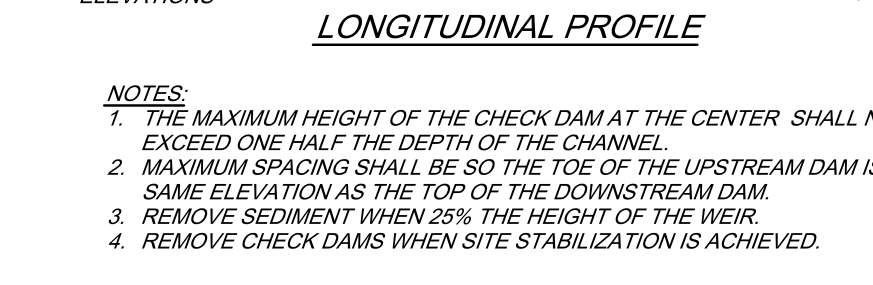 ELEVATIONS
LONGITUDINAL PROFILE
NOTES:
1. THE MAXIMUM HEIGHT OF THE CHECK DAM AT THE CENTER SHALL
EXCEED ONE HALF THE DEPTH OF THE CHANNEL.
2. MAXIMUM SPACING SHALL BE SO THE TOE OF THE UPSTREAM DAM IS
SAME ELEVATION AS THE TOP OF THE DOWNSTREAM DAM.
3. REMOVE SEDIMENT WHEN 25% THE HEIGHT OF THE WEIR.
4. REMOVE CHECK DAMS WHEN SITE STABILIZATION IS ACHIEVED.